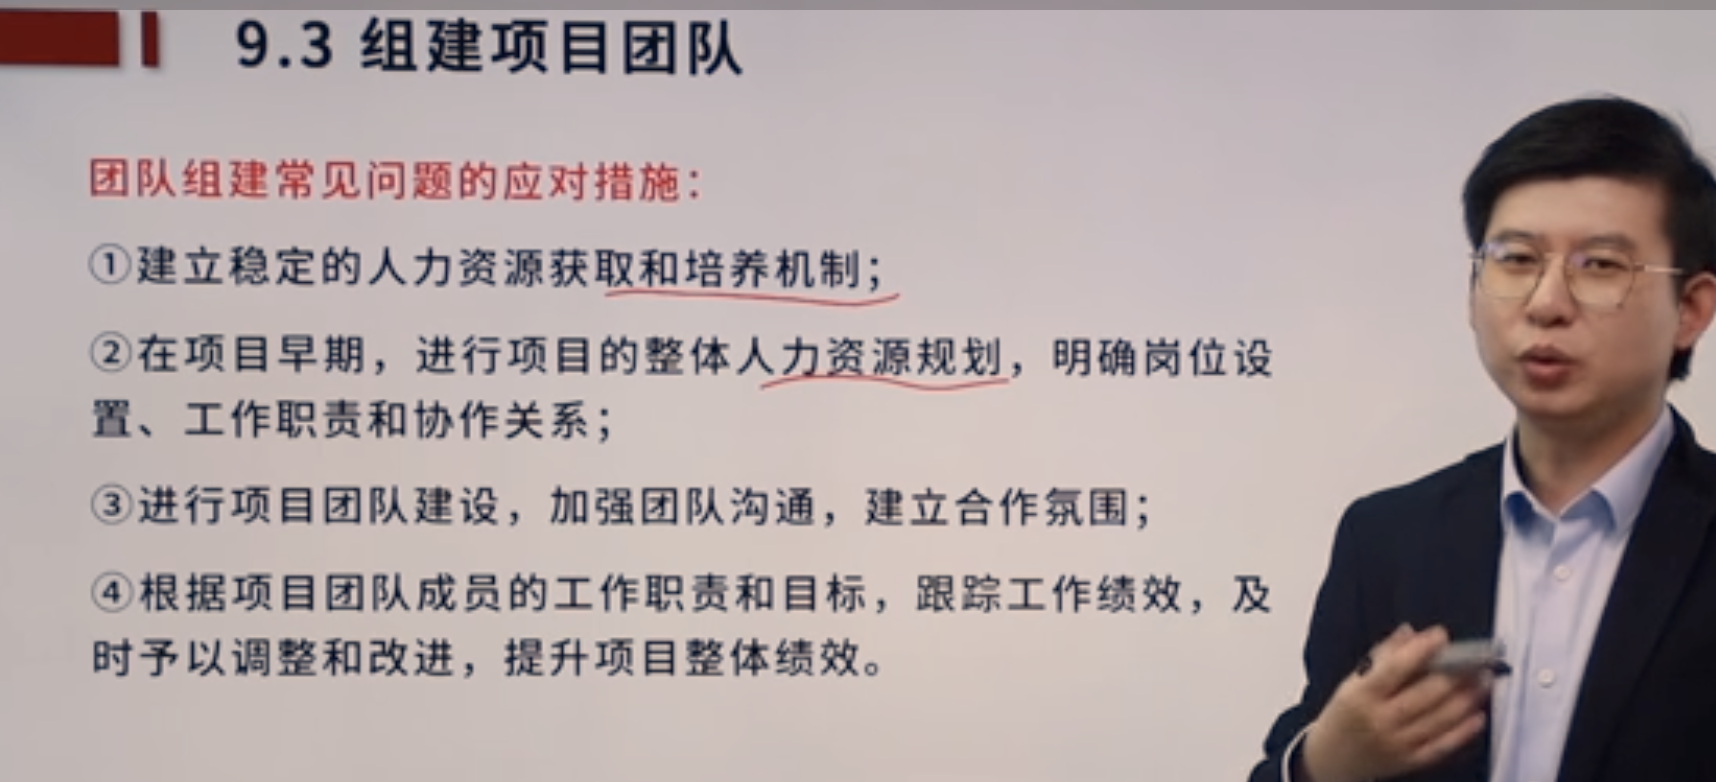 9.3 组建项目团队
团队组建常见问题的应对措施：
①建立稳定的人力资源获取和培养机制；
②在项目早期，进行项目的整体人力资源规划，明确岗位设
置、工作职责和协作关系；
③进行项目团队建设，加强团队沟通，建立合作氛围；
④根据项目团队成员的工作职责和目标，跟踪工作绩效，及
时予以调整和改进，提升项目整体绩效。